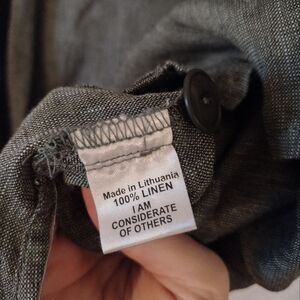 Made in Lithuania
100% LINEN
I AM
CONSIDERATE
OF OTHERS